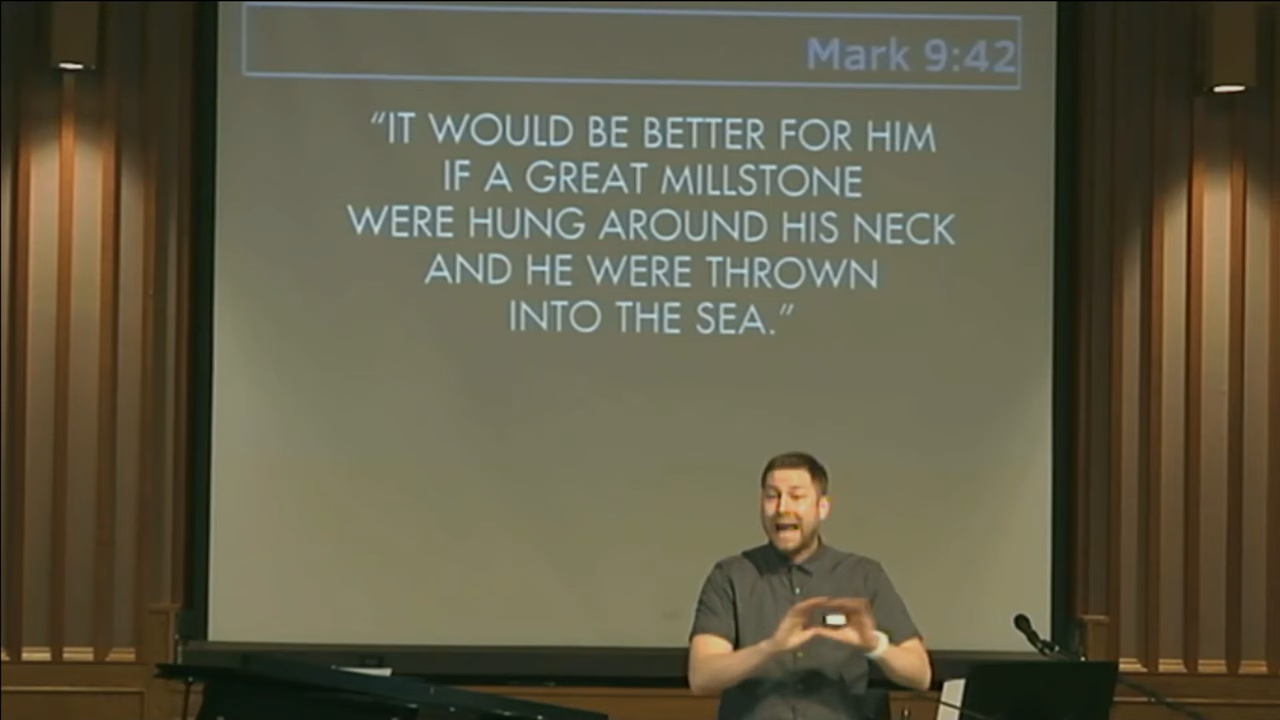 Mark 9:42
“IT WOULD BE BETTER FOR HIM
IF A GREAT MILLSTONE
WERE HUNG AROUND HIS NECK
AND HE WERE THROWN
INTO THE SEA.”